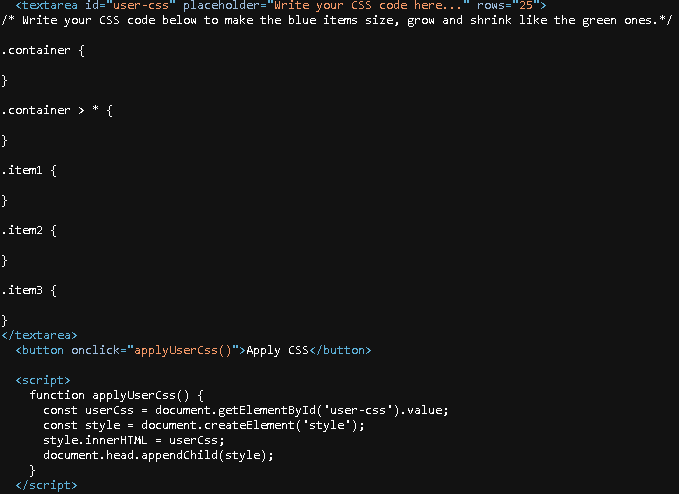 <textarea id="user-css" placeholder="Write your CSS code here..." rows="25">
/* Write your CSS code below to make the blue items size, grow and shrink like the green ones.*/
.container {
}
.container > * {
}
.item1 {
}
.item2 {
}
.item3 {
}
</textarea>
<button onclick="applyUserCss()">Apply CSS</button>
<script>
function applyUserCss() {
const userCss = document.getElementById('user-css').value;
const style = document.createElement('style');
style.innerHTML = userCss;
document.head.appendChild(style);
}
</script>